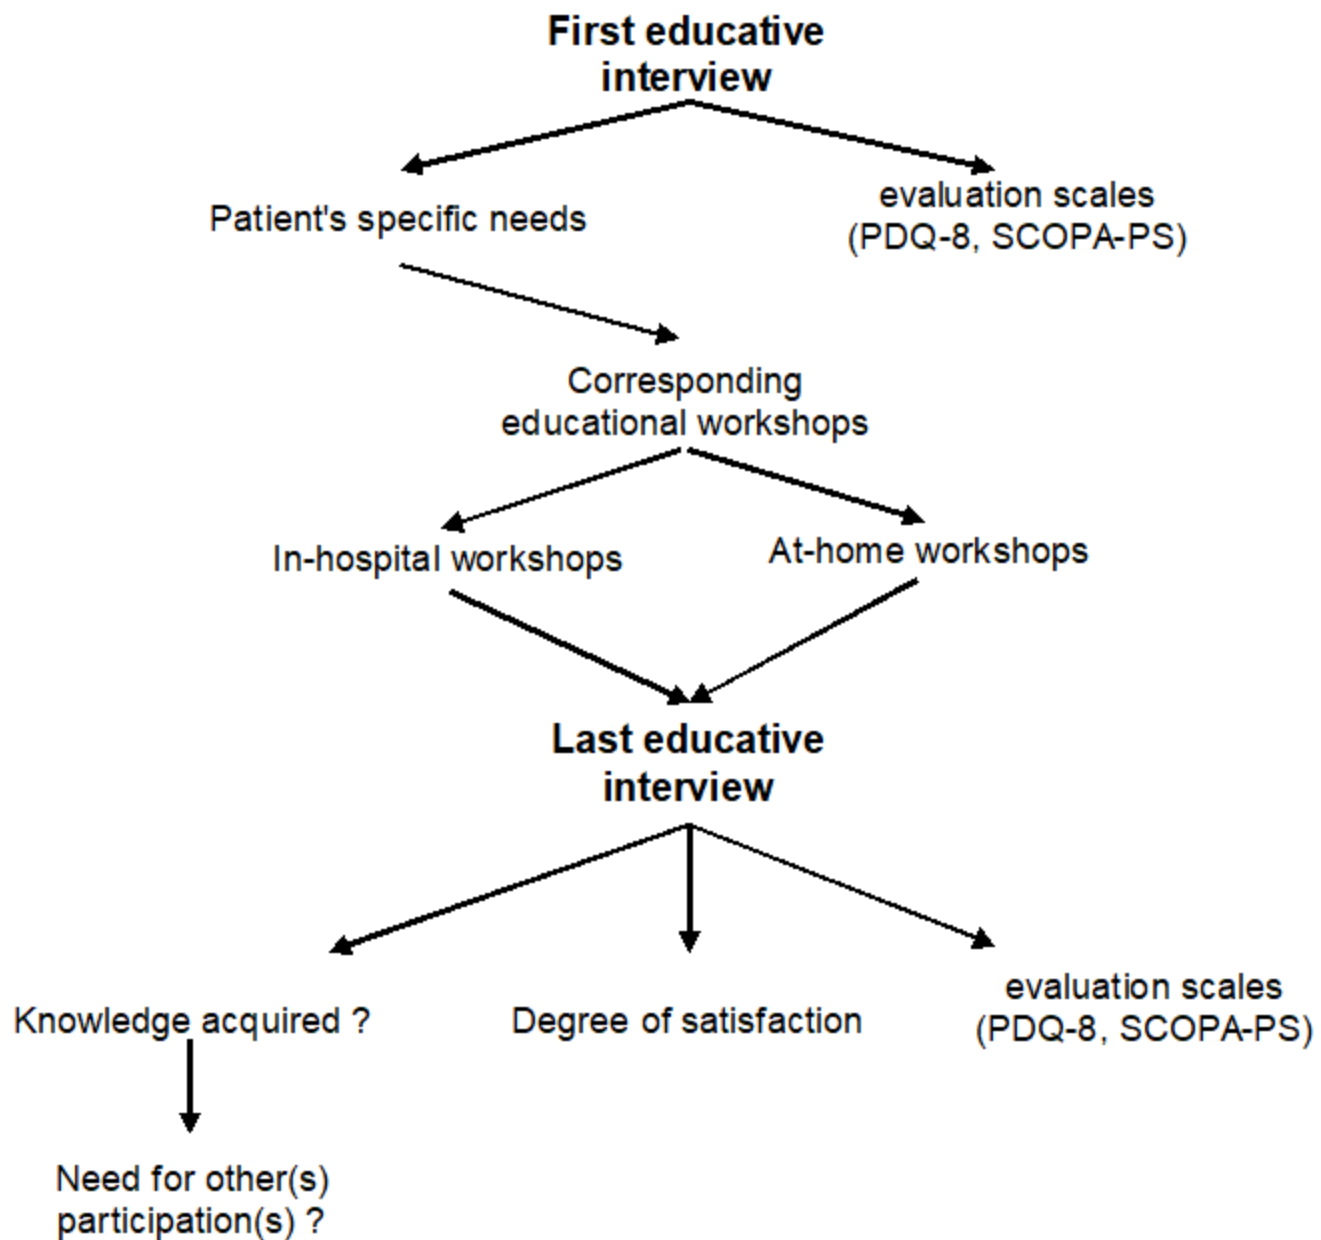 First educative
interview
Patient's specific needs
evaluation scales
(PDQ-8, SCOPA-PS)
Corresponding
educational workshops
In-hospital workshops
At-home workshops
Last educative
interview
Knowledge acquired ?
Degree of satisfaction
evaluation scales
(PDQ-8, SCOPA-PS)
Need for other(s)
participation(s) ?